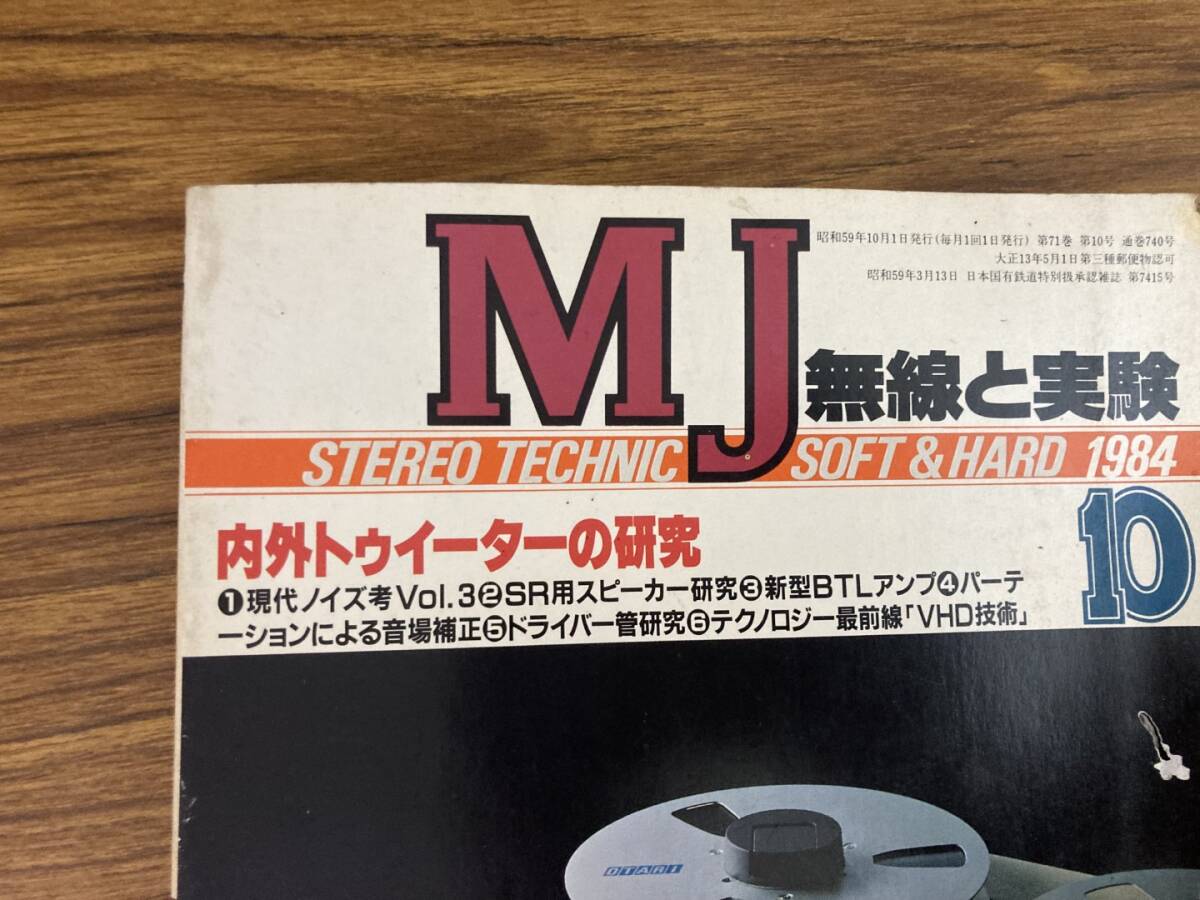 昭和59年10月1日発行(毎月1回1日発行) 第71巻 第10号 通巻740号
大正13年5月1日第三種郵便物認可
昭和59年3月13日 日本国有鉄道特別扱承認雑誌 第7415号
MJ無線と実験
STEREO TECHNIC SOFT & HARD 1984
10
内外トゥイーターの研究
❶現代ノイズ考Vol.3❷SR用スピーカー研究❸新型BTLアンプ❹パーテ
ーションによる音場補正❺ドライバー管研究❻テクノロジー最前線「VHD技術」
OTARI